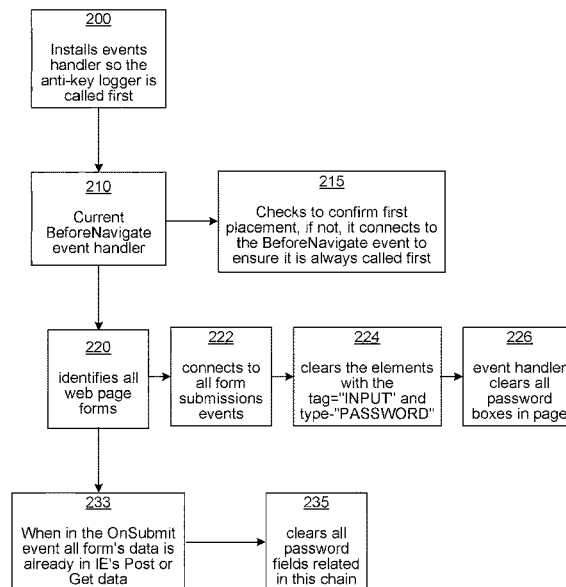 200
Installs events
handler so the
anti-key logger is
called first
210
Current
BeforeNavigate
event handler
215
Checks to confirm first
placement, if not, it connects to
the BeforeNavigate event to
ensure it is always called first
220
identifies all
web page
forms
222
connects to
all form
submissions
events
224
clears the elements
with the
tag="INPUT" and
type-"PASSWORD"
226
event handler
clears all
password
boxes in page
233
When in the OnSubmit
event all form's data is
already in IE's Post or
Get data
235
clears all
password
fields related
in this chain